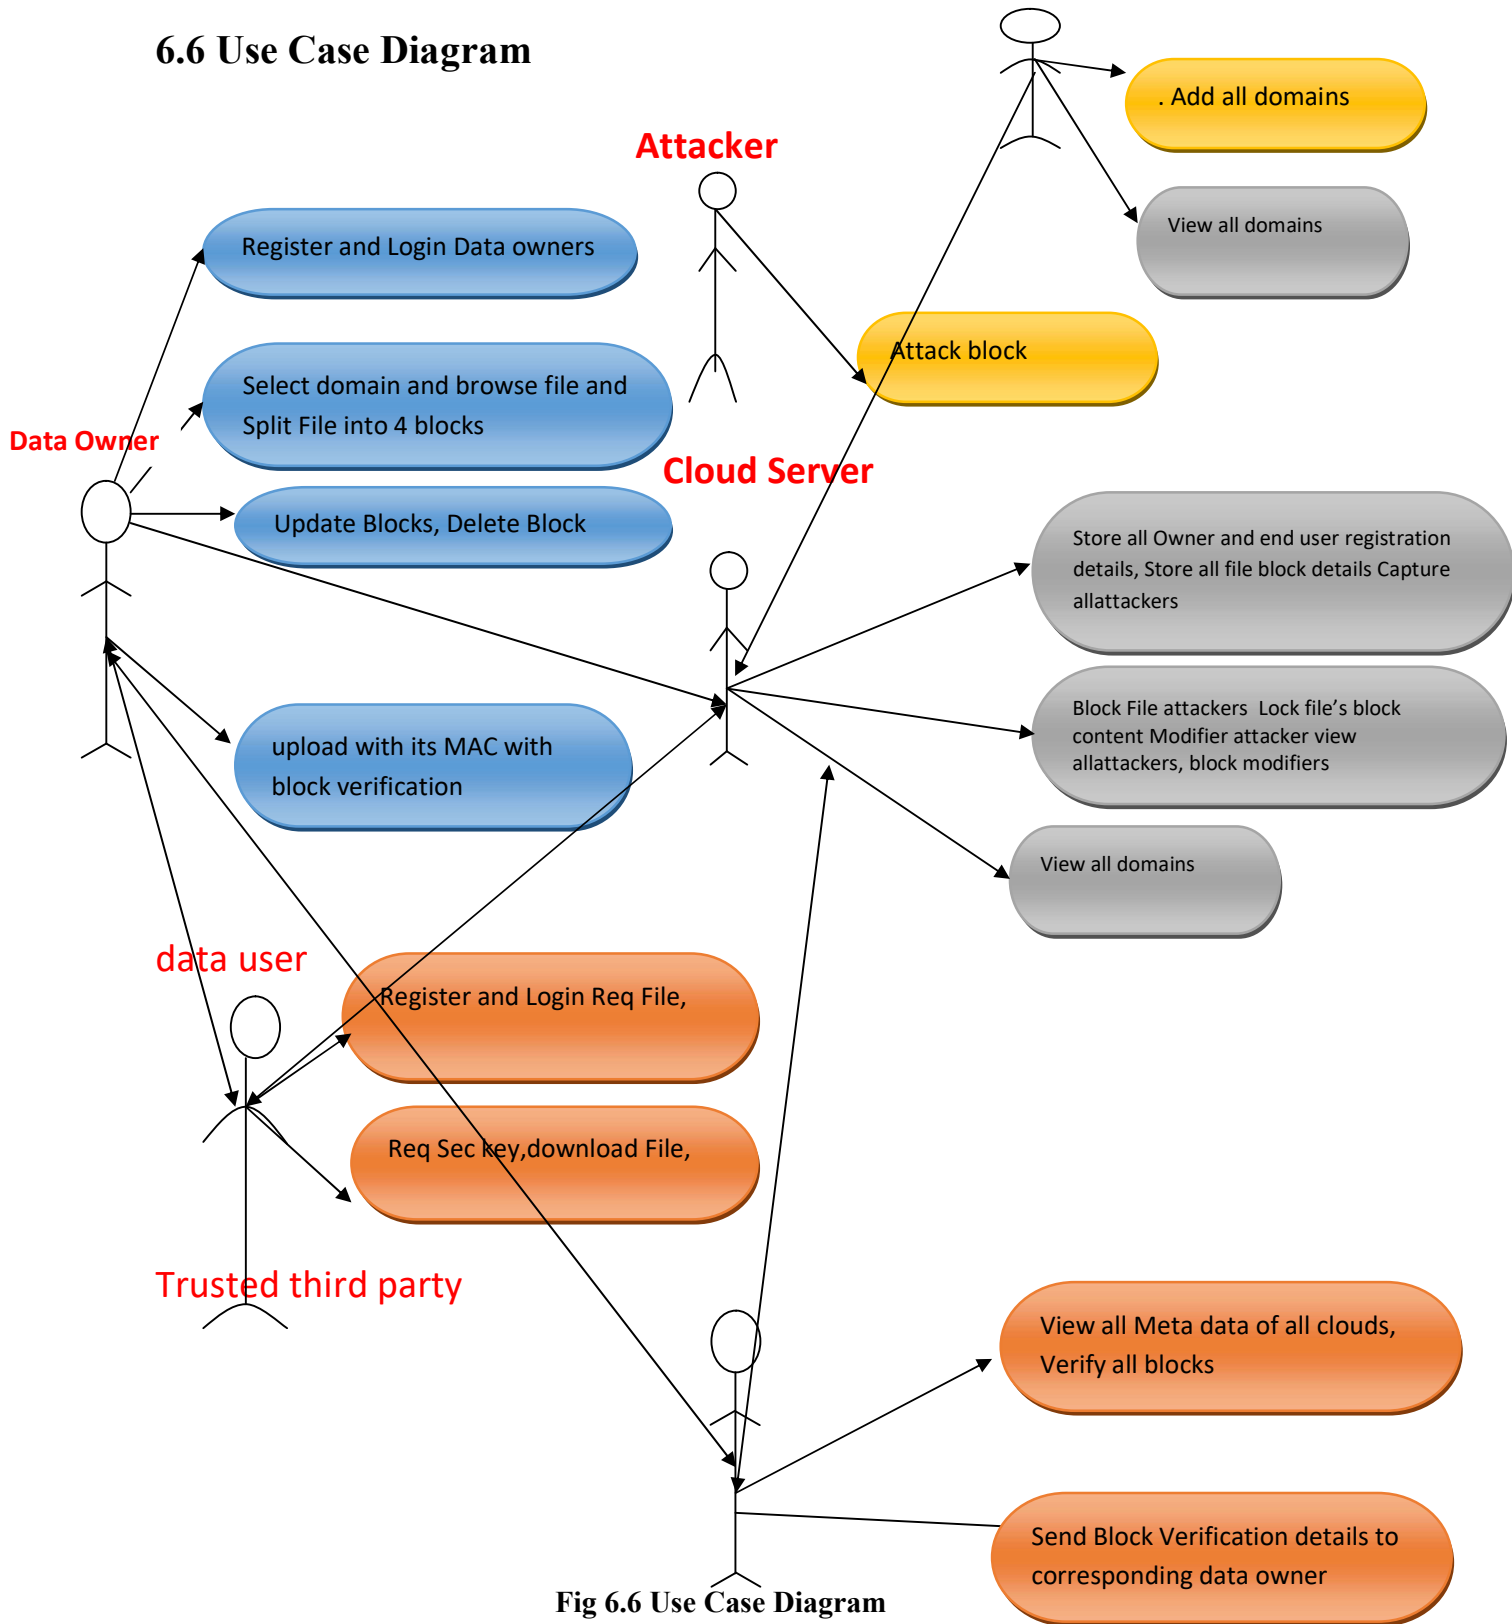 6.6 Use Case Diagram
. Add all domains
Attacker
View all domains
Register and Login Data owners
Attack block
Select domain and browse file and
Split File into 4 blocks
Data Owner
Cloud Server
Update Blocks, Delete Block
Store all Owner and end user registration
details, Store all file block details Capture
allattackers
Block File attackers  Lock file's block
content Modifier attacker view
allattackers, block modifiers
upload with its MAC with
block verification
View all domains
data user
Register and Login Req File,
Req Sec key,download File,
Trusted third party
View all Meta data of all clouds,
Verify all blocks
Send Block Verification details to
corresponding data owner
Fig 6.6 Use Case Diagram